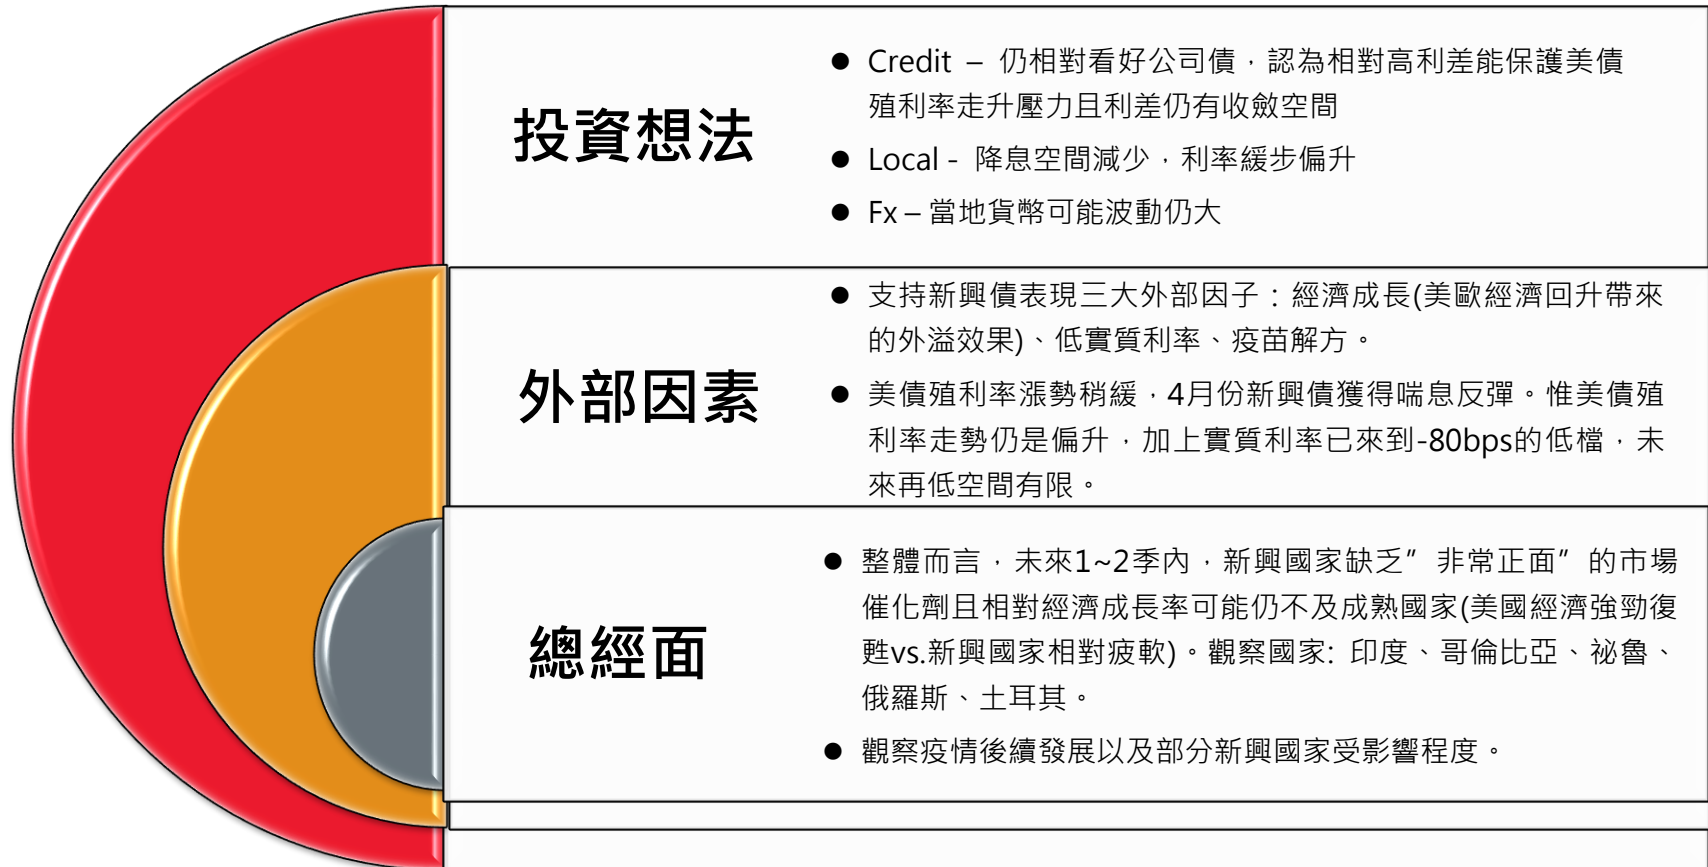 投資想法
● Credit – 仍相對看好公司債，認為相對高利差能保護美債
殖利率走升壓力且利差仍有收斂空間
● Local - 降息空間減少，利率緩步偏升
● Fx – 當地貨幣可能波動仍大
外部因素
● 支持新興債表現三大外部因子：經濟成長(美歐經濟回升帶來
的外溢效果)、低實質利率、疫苗解方。
● 美債殖利率漲勢稍緩，4月份新興債獲得喘息反彈。惟美債殖
利率走勢仍是偏升，加上實質利率已來到-80bps的低檔，未
來再低空間有限。
總經面
● 整體而言，未來1~2季內，新興國家缺乏”非常正面”的市場
催化劑且相對經濟成長率可能仍不及成熟國家(美國經濟強勁復
甦vs.新興國家相對疲軟)。觀察國家: 印度、哥倫比亞、祕魯、
俄羅斯、土耳其。
● 觀察疫情後續發展以及部分新興國家受影響程度。